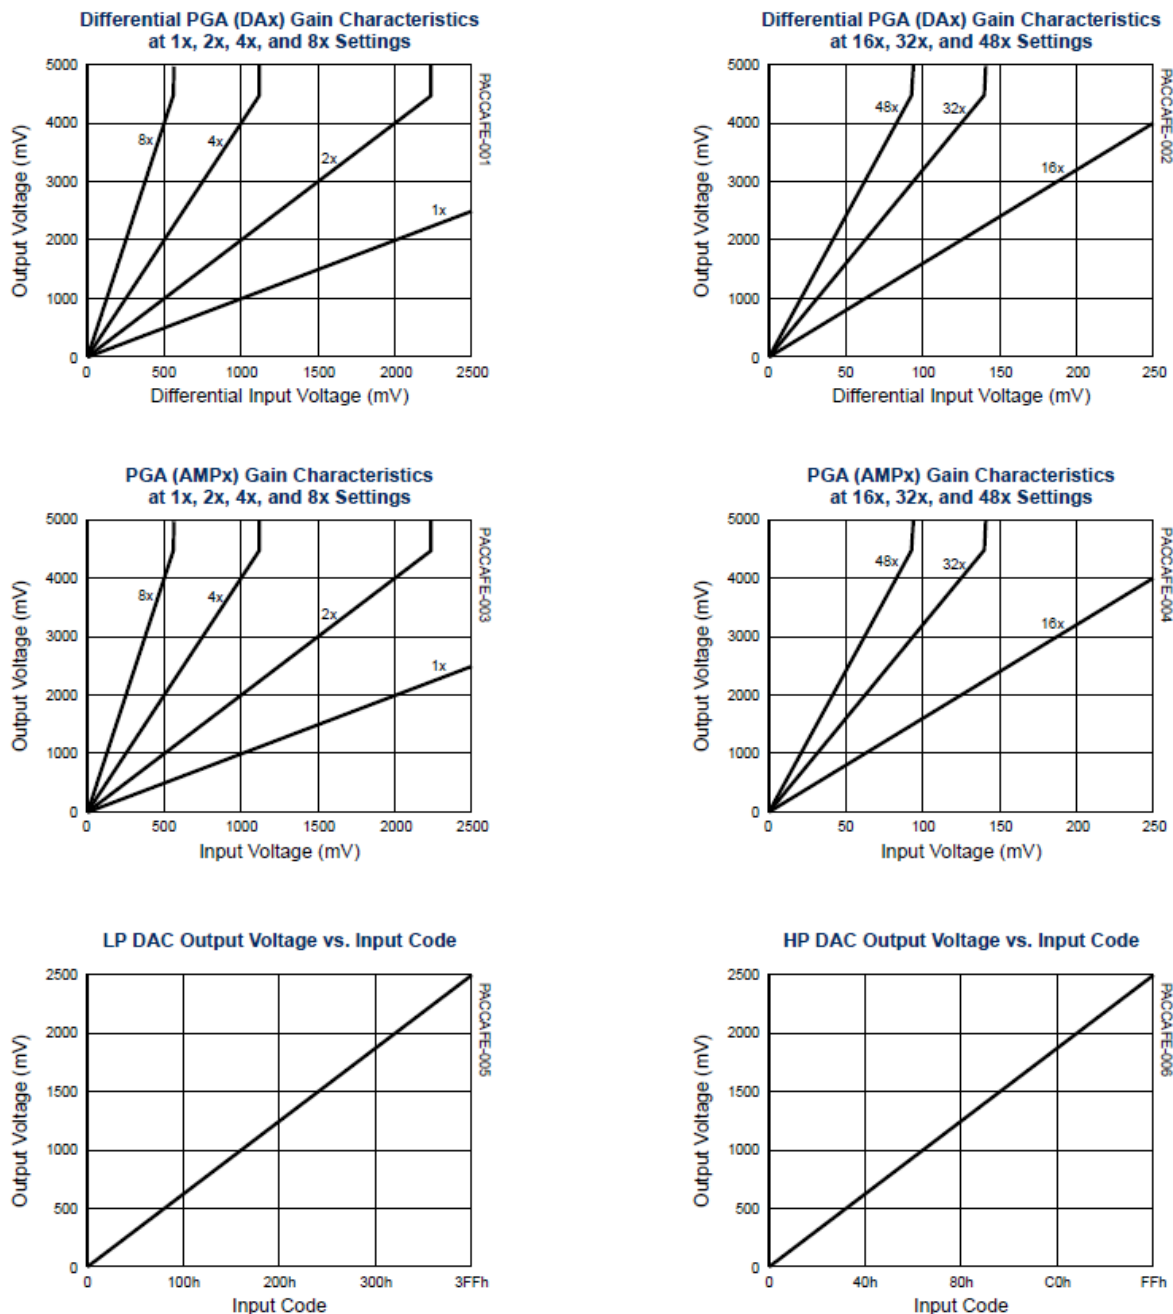 Differential PGA (DAx) Gain Characteristics
at 1x, 2x, 4x, and 8x Settings
5000
4000
3000
2000
1000
0
Output Voltage (mV)
8x
4x
2x
1x
PACCAFE-001
0 500 1000 1500 2000 2500
Differential Input Voltage (mV)
Differential PGA (DAx) Gain Characteristics
at 16x, 32x, and 48x Settings
5000
4000
3000
2000
1000
0
Output Voltage (mV)
48x
32x
16x
PACCAFE-002
0 50 100 150 200 250
Differential Input Voltage (mV)
PGA (AMPx) Gain Characteristics
at 1x, 2x, 4x, and 8x Settings
5000
4000
3000
2000
1000
0
Output Voltage (mV)
8x
4x
2x
1x
PACCAFE-003
0 500 1000 1500 2000 2500
Input Voltage (mV)
PGA (AMPx) Gain Characteristics
at 16x, 32x, and 48x Settings
5000
4000
3000
2000
1000
0
Output Voltage (mV)
48x
32x
16x
PACCAFE-004
0 50 100 150 200 250
Input Voltage (mV)
LP DAC Output Voltage vs. Input Code
2500
2000
1500
1000
500
0
Output Voltage (mV)
PACCAFE-005
0 100h 200h 300h 3FFh
Input Code
HP DAC Output Voltage vs. Input Code
2500
2000
1500
1000
500
0
Output Voltage (mV)
PACCAFE-006
0 40h 80h C0h FFh
Input Code